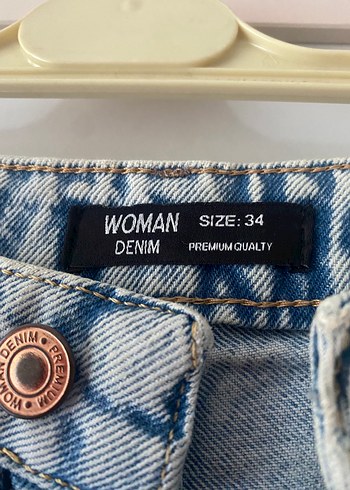 WOMAN
DENIM
SIZE: 34
PREMIUM QUALTY
WOMAN DENIM • PREMIUM •